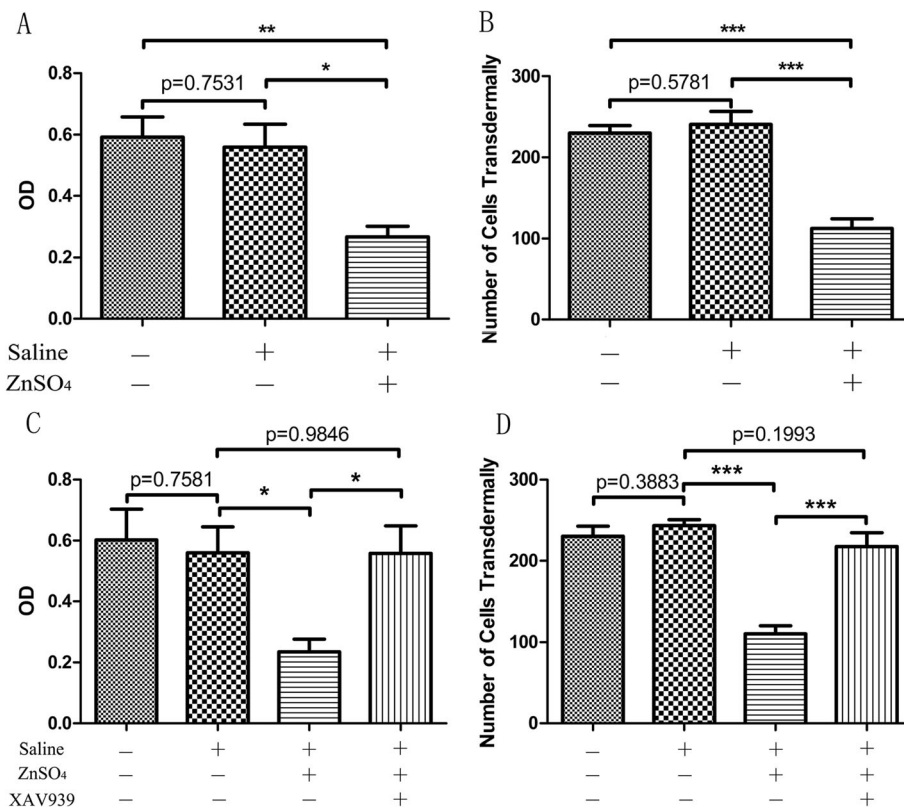 A
**
*
p=0.7531
0.8
0.6
0.4
0.2
0.0
OD
Saline — + +
ZnSO₄ — — +
B
***
***
p=0.5781
300
200
100
0
Number of Cells Transdermally
— + +
— — +
C
p=0.9846
p=0.7581
*
*
0.8
0.6
0.4
0.2
0.0
OD
Saline — + + +
ZnSO₄ — — + +
XAV939 — — — +
D
p=0.1993
p=0.3883
***
***
300
200
100
0
Number of Cells Transdermally
— + + +
— — + +
— — — +